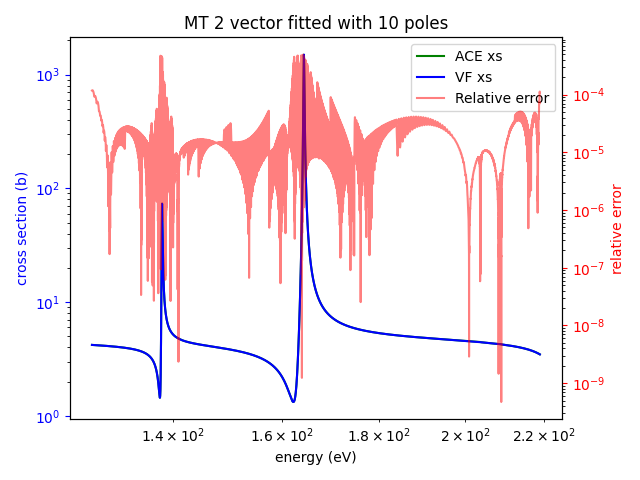 MT 2 vector fitted with 10 poles
ACE xs
VF xs
Relative error
10³
10²
10¹
10⁰
cross section (b)
10⁻⁴
10⁻⁵
10⁻⁶
10⁻⁷
10⁻⁸
10⁻⁹
relative error
1.4 × 10² 1.6 × 10² 1.8 × 10² 2 × 10² 2.2 × 10²
energy (eV)